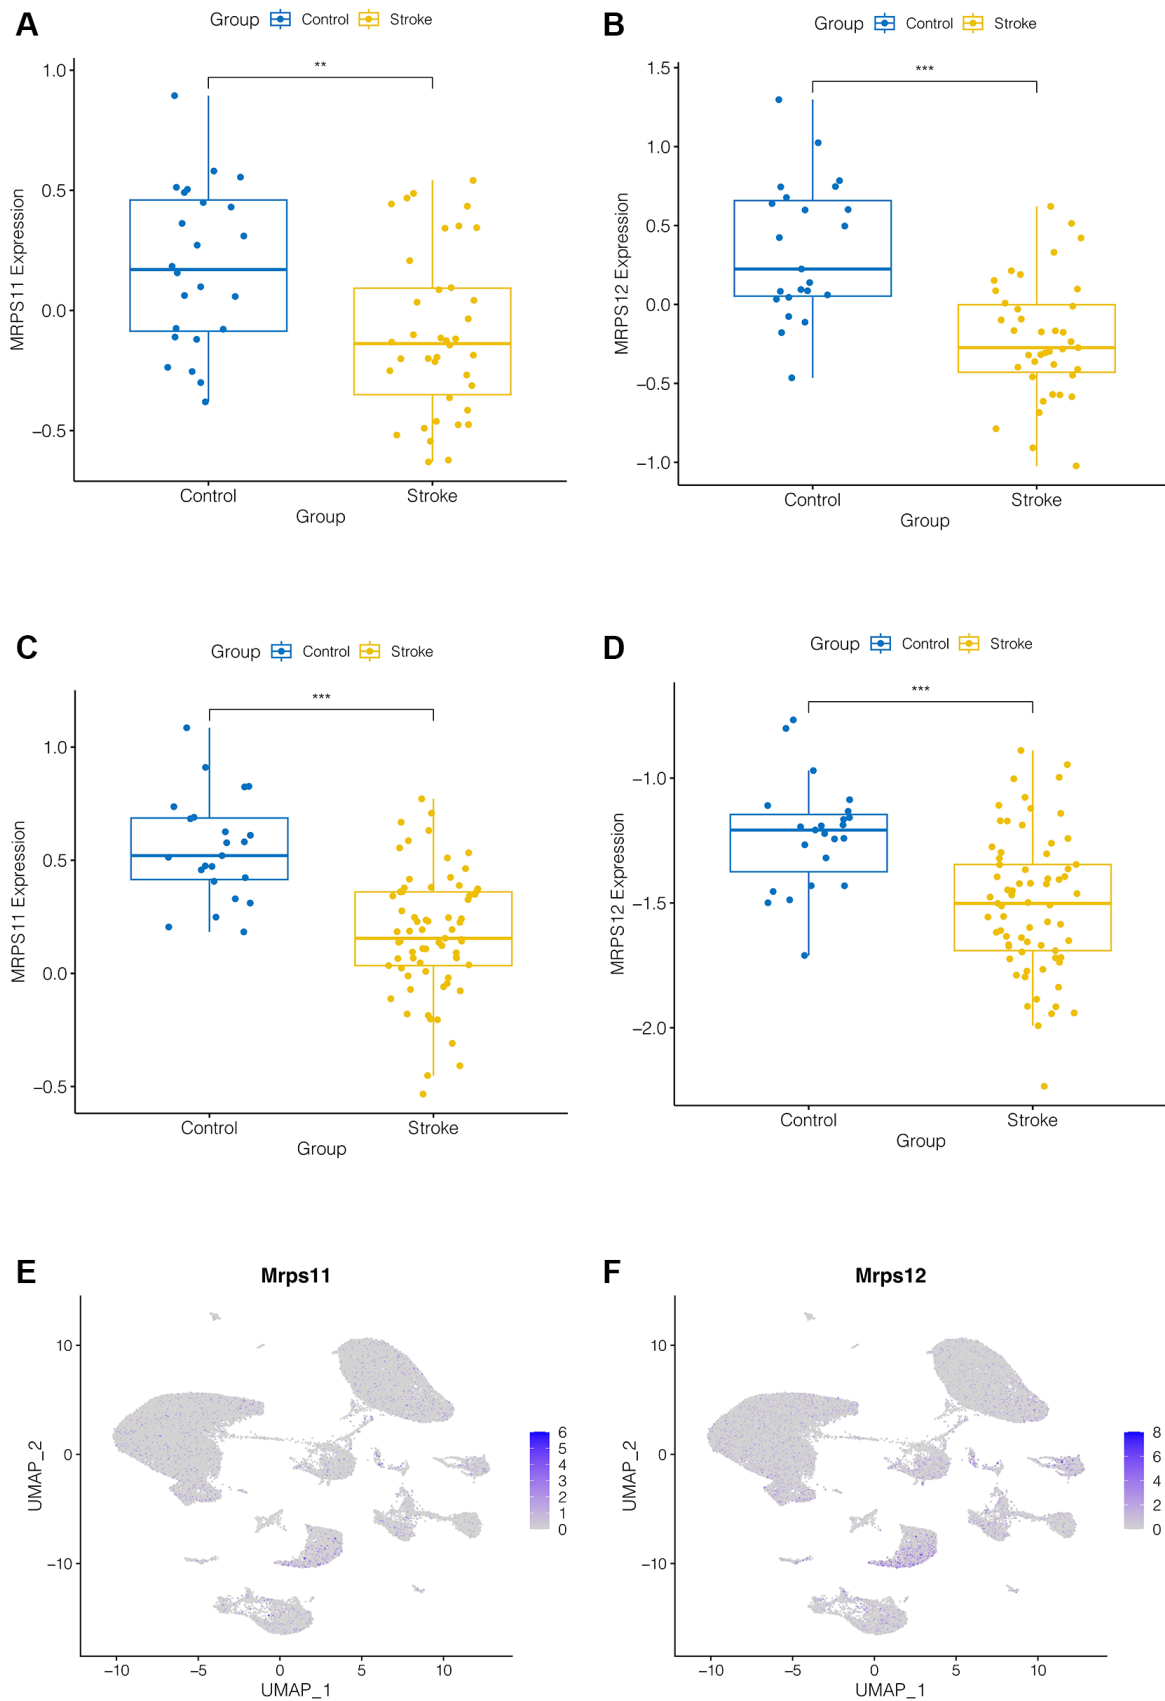 A
Group Control Stroke
**
1.0
0.5
0.0
−0.5
MRPS11 Expression
Control Stroke
Group
B
Group Control Stroke
***
1.5
1.0
0.5
0.0
−0.5
−1.0
MRPS12 Expression
Control Stroke
Group
C
Group Control Stroke
***
1.0
0.5
0.0
−0.5
MRPS11 Expression
Control Stroke
Group
D
Group Control Stroke
***
−1.0
−1.5
−2.0
MRPS12 Expression
Control Stroke
Group
E
Mrps11
10
0
−10
UMAP_2
−10 −5 0 5 10
UMAP_1
6
5
4
3
2
1
0
F
Mrps12
10
0
−10
UMAP_2
−10 −5 0 5 10
UMAP_1
8
6
4
2
0